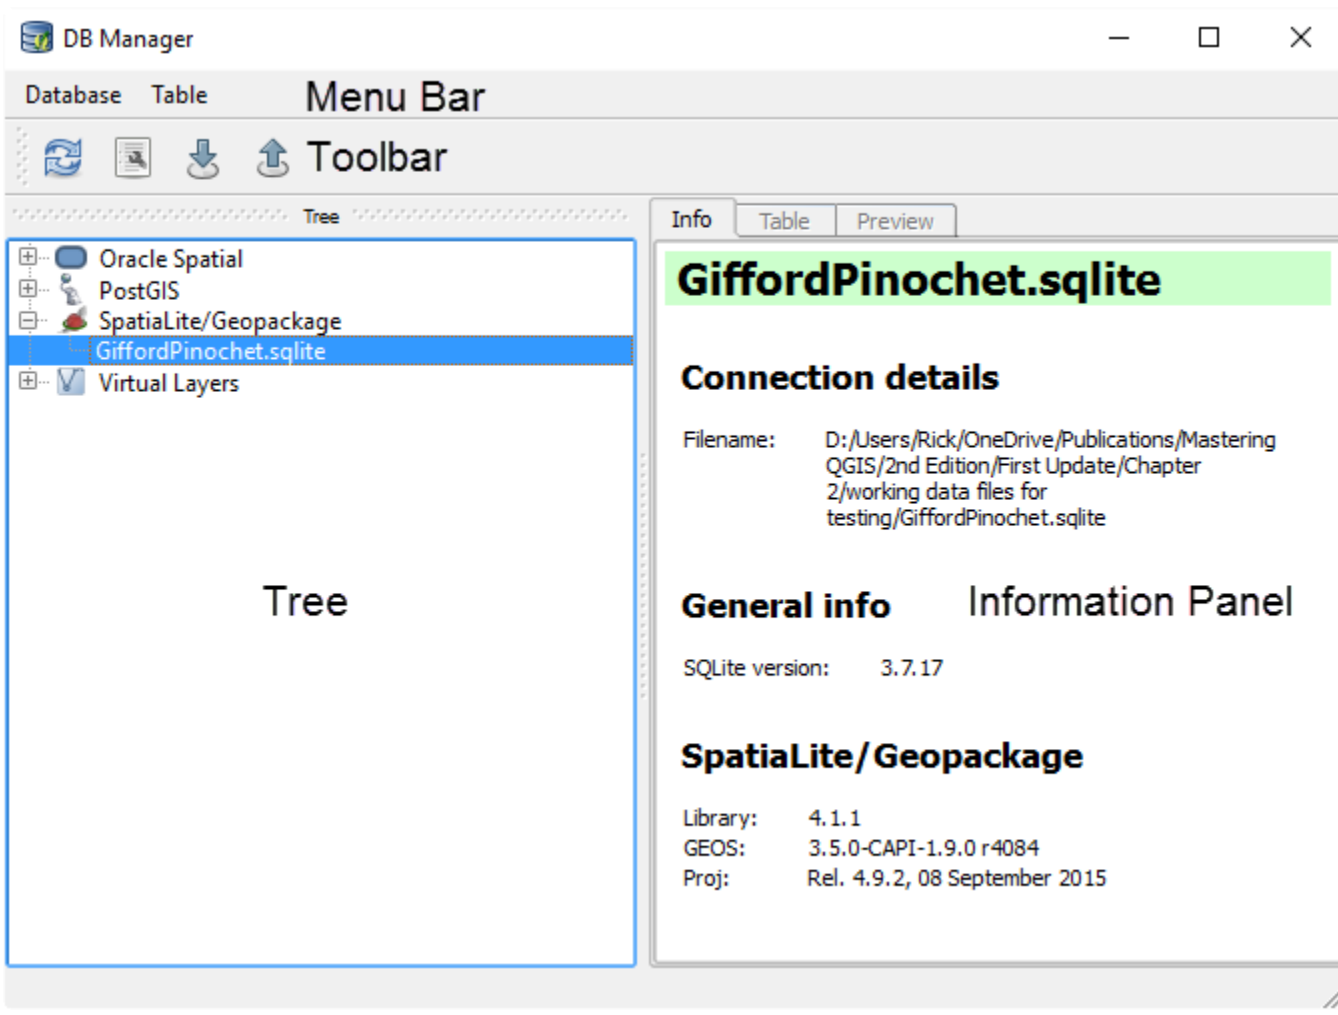 DB Manager
Database Table Menu Bar
Toolbar
Tree
Info Table Preview
Oracle Spatial
PostGIS
SpatiaLite/Geopackage
GiffordPinochet.sqlite
Virtual Layers
Tree
GiffordPinochet.sqlite
Connection details
Filename: D:/Users/Rick/OneDrive/Publications/Mastering
QGIS/2nd Edition/First Update/Chapter
2/working data files for
testing/GiffordPinochet.sqlite
General info Information Panel
SQLite version: 3.7.17
SpatiaLite/Geopackage
Library: 4.1.1
GEOS: 3.5.0-CAPI-1.9.0 r4084
Proj: Rel. 4.9.2, 08 September 2015